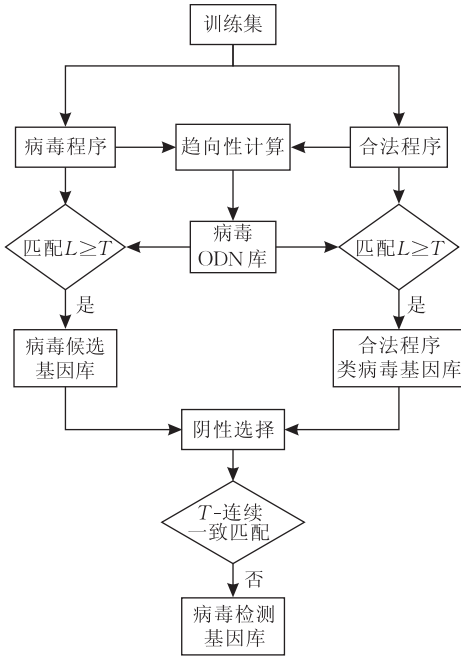 训练集
病毒程序
趋向性计算
合法程序
匹配L≥T
病毒
ODN库
匹配L≥T
是
是
病毒候选
基因库
合法程序
类病毒基因库
阴性选择
T-连续
一致匹配
否
病毒检测
基因库